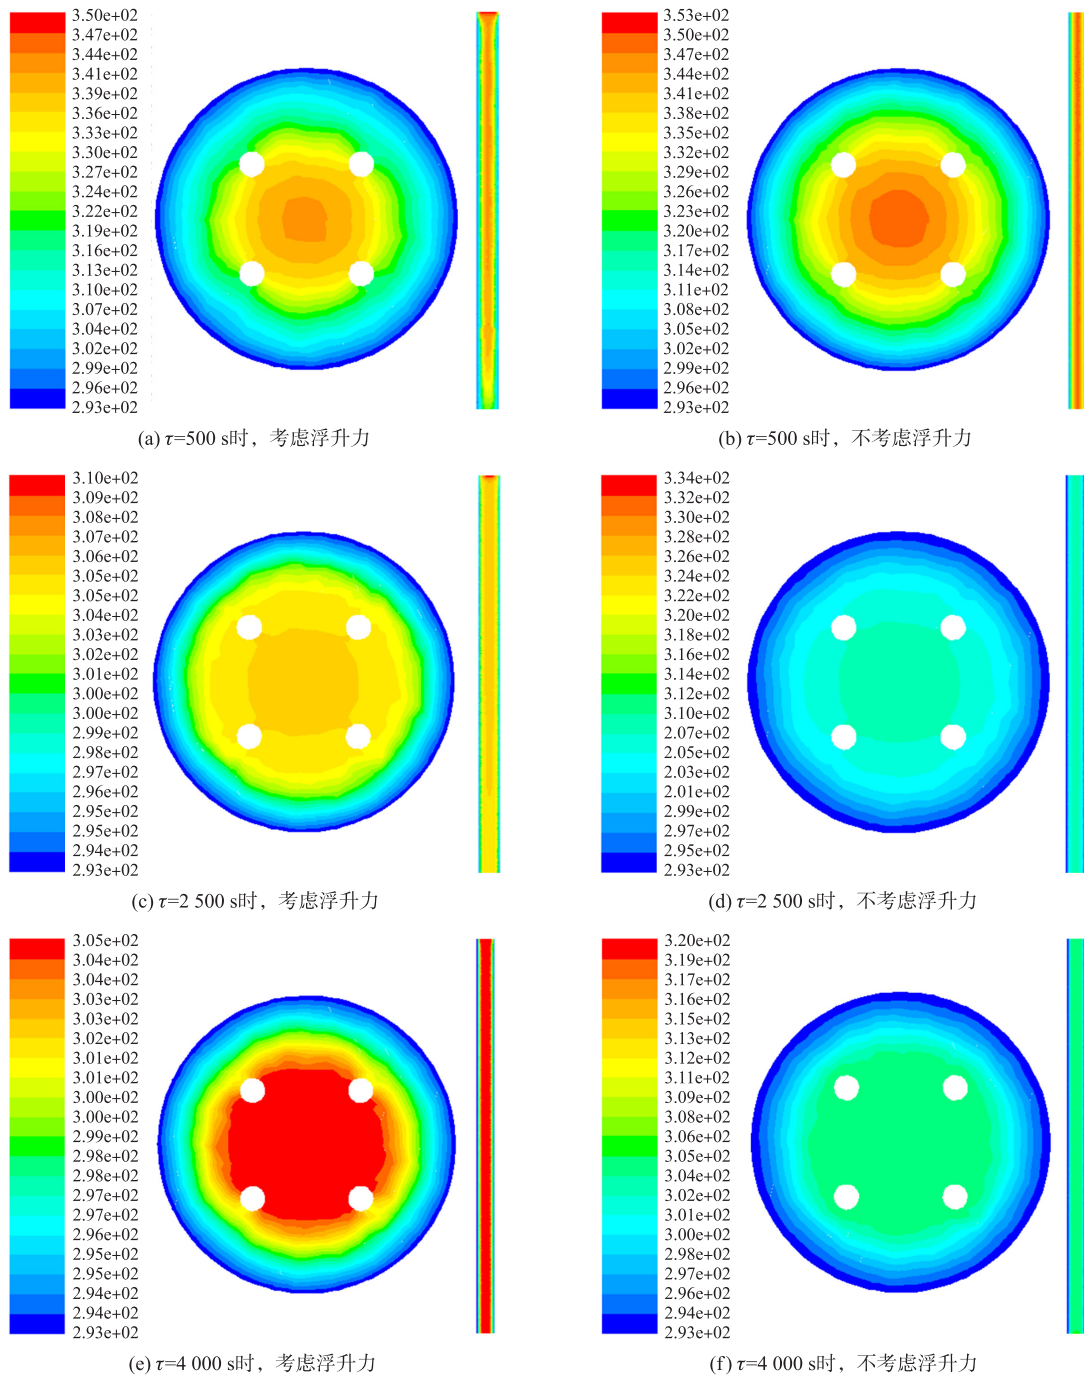 3.50e+02
3.47e+02
3.44e+02
3.41e+02
3.39e+02
3.36e+02
3.33e+02
3.30e+02
3.27e+02
3.24e+02
3.22e+02
3.19e+02
3.16e+02
3.13e+02
3.10e+02
3.07e+02
3.04e+02
3.02e+02
2.99e+02
2.96e+02
2.93e+02
(a) τ=500 s时，考虑浮升力
3.53e+02
3.50e+02
3.47e+02
3.44e+02
3.41e+02
3.38e+02
3.35e+02
3.32e+02
3.29e+02
3.26e+02
3.23e+02
3.20e+02
3.17e+02
3.14e+02
3.11e+02
3.08e+02
3.05e+02
3.02e+02
2.99e+02
2.96e+02
2.93e+02
(b) τ=500 s时，不考虑浮升力
3.10e+02
3.09e+02
3.08e+02
3.07e+02
3.06e+02
3.05e+02
3.05e+02
3.04e+02
3.03e+02
3.02e+02
3.01e+02
3.00e+02
3.00e+02
2.99e+02
2.98e+02
2.97e+02
2.96e+02
2.95e+02
2.95e+02
2.94e+02
2.93e+02
(c) τ=2 500 s时，考虑浮升力
3.34e+02
3.32e+02
3.30e+02
3.28e+02
3.26e+02
3.24e+02
3.22e+02
3.20e+02
3.18e+02
3.16e+02
3.14e+02
3.12e+02
3.10e+02
2.07e+02
2.05e+02
2.03e+02
2.01e+02
2.99e+02
2.97e+02
2.95e+02
2.93e+02
(d) τ=2 500 s时，不考虑浮升力
3.05e+02
3.04e+02
3.04e+02
3.03e+02
3.03e+02
3.02e+02
3.01e+02
3.01e+02
3.00e+02
3.00e+02
2.99e+02
2.98e+02
2.98e+02
2.97e+02
2.97e+02
2.96e+02
2.95e+02
2.95e+02
2.94e+02
2.94e+02
2.93e+02
(e) τ=4 000 s时，考虑浮升力
3.20e+02
3.19e+02
3.17e+02
3.16e+02
3.15e+02
3.13e+02
3.12e+02
3.11e+02
3.09e+02
3.08e+02
3.06e+02
3.05e+02
3.04e+02
3.02e+02
3.01e+02
3.00e+02
2.98e+02
2.97e+02
2.96e+02
2.94e+02
2.93e+02
(f) τ=4 000 s时，不考虑浮升力